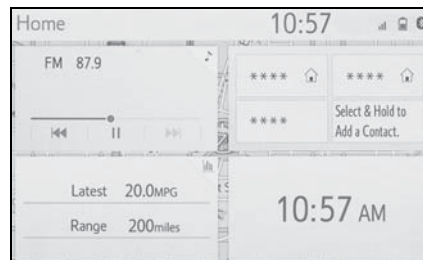 Home 10:57
FM 87.9
**** ****
**** Select & Hold to
Add a Contact.
Latest 20.0MPG
Range 200miles
10:57 AM